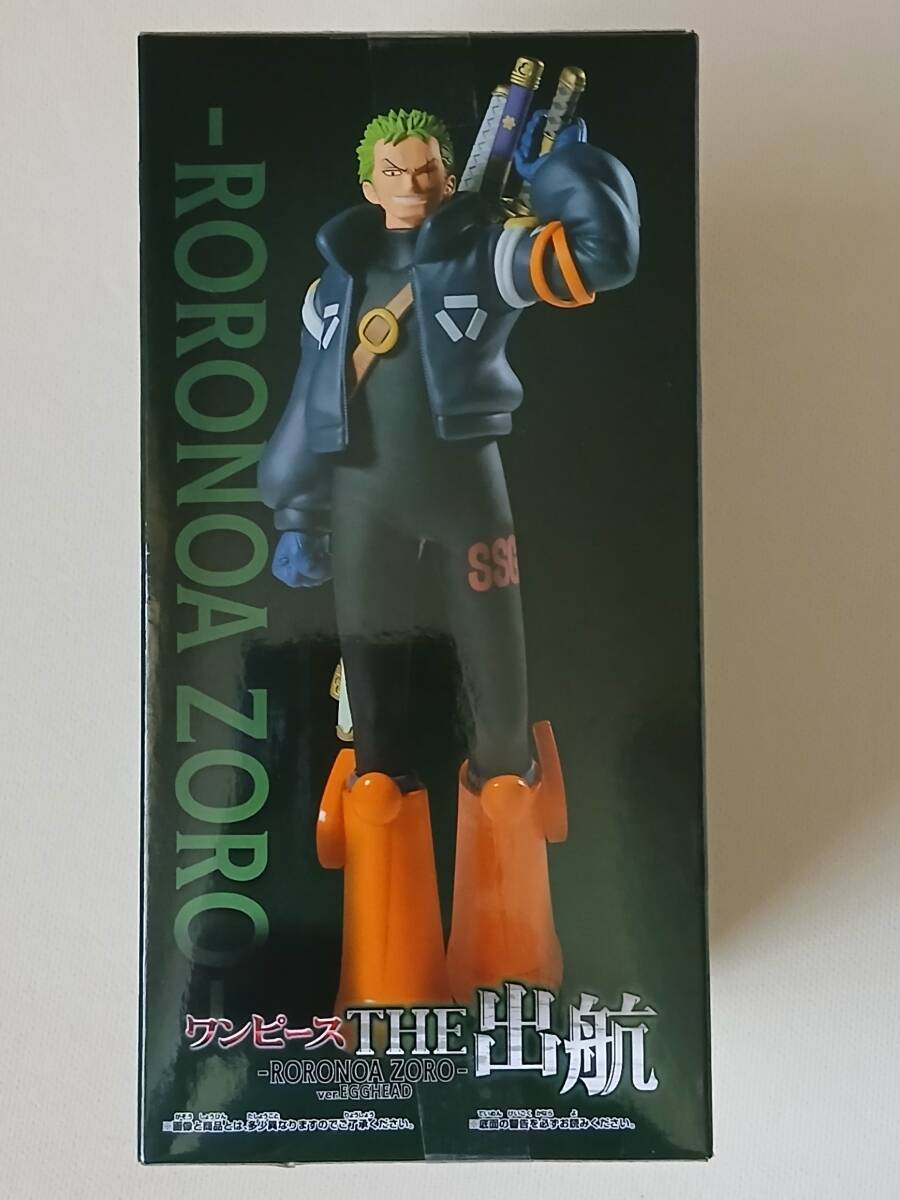 -RORONOA ZORO-
SSG
ワンピース THE 出航
-RORONOA ZORO-
ver.EGGHEAD
※画像と商品とは、多少異なりますのでご了承ください。
※底面の警告を必ずお読みください。